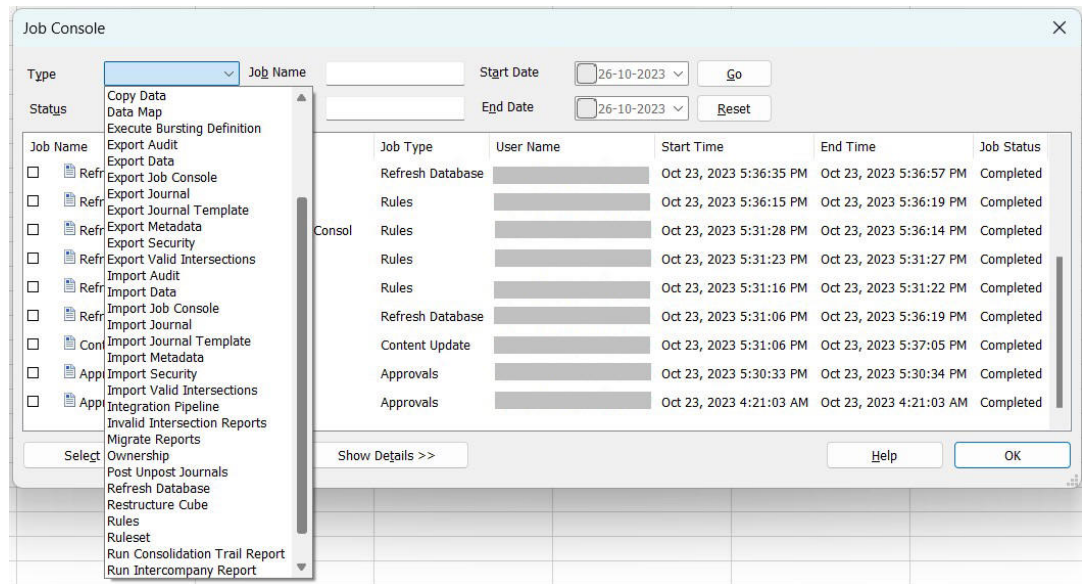 Job Console
Type Job Name Start Date 26-10-2023 Go
Status End Date 26-10-2023 Reset
Copy Data
Data Map
Execute Bursting Definition
Export Audit
Export Data
Export Job Console
Export Journal
Export Journal Template
Export Metadata
Export Security
Export Valid Intersections
Import Audit
Import Data
Import Job Console
Import Journal
Import Journal Template
Import Metadata
Import Security
Import Valid Intersections
Integration Pipeline
Invalid Intersection Reports
Migrate Reports
Ownership
Post Unpost Journals
Refresh Database
Restructure Cube
Rules
Ruleset
Run Consolidation Trail Report
Run Intercompany Report
Job Name Job Type User Name Start Time End Time Job Status
Refr Refresh Database Oct 23, 2023 5:36:35 PM Oct 23, 2023 5:36:57 PM Completed
Refr Rules Oct 23, 2023 5:36:15 PM Oct 23, 2023 5:36:19 PM Completed
Refr Consol Rules Oct 23, 2023 5:31:28 PM Oct 23, 2023 5:36:14 PM Completed
Refr Rules Oct 23, 2023 5:31:23 PM Oct 23, 2023 5:31:27 PM Completed
Refr Rules Oct 23, 2023 5:31:16 PM Oct 23, 2023 5:31:22 PM Completed
Refr Refresh Database Oct 23, 2023 5:31:06 PM Oct 23, 2023 5:36:19 PM Completed
Cont Content Update Oct 23, 2023 5:31:06 PM Oct 23, 2023 5:37:05 PM Completed
Appr Approvals Oct 23, 2023 5:30:33 PM Oct 23, 2023 5:30:34 PM Completed
Appr Approvals Oct 23, 2023 4:21:03 AM Oct 23, 2023 4:21:03 AM Completed
Select Show Details >> Help OK